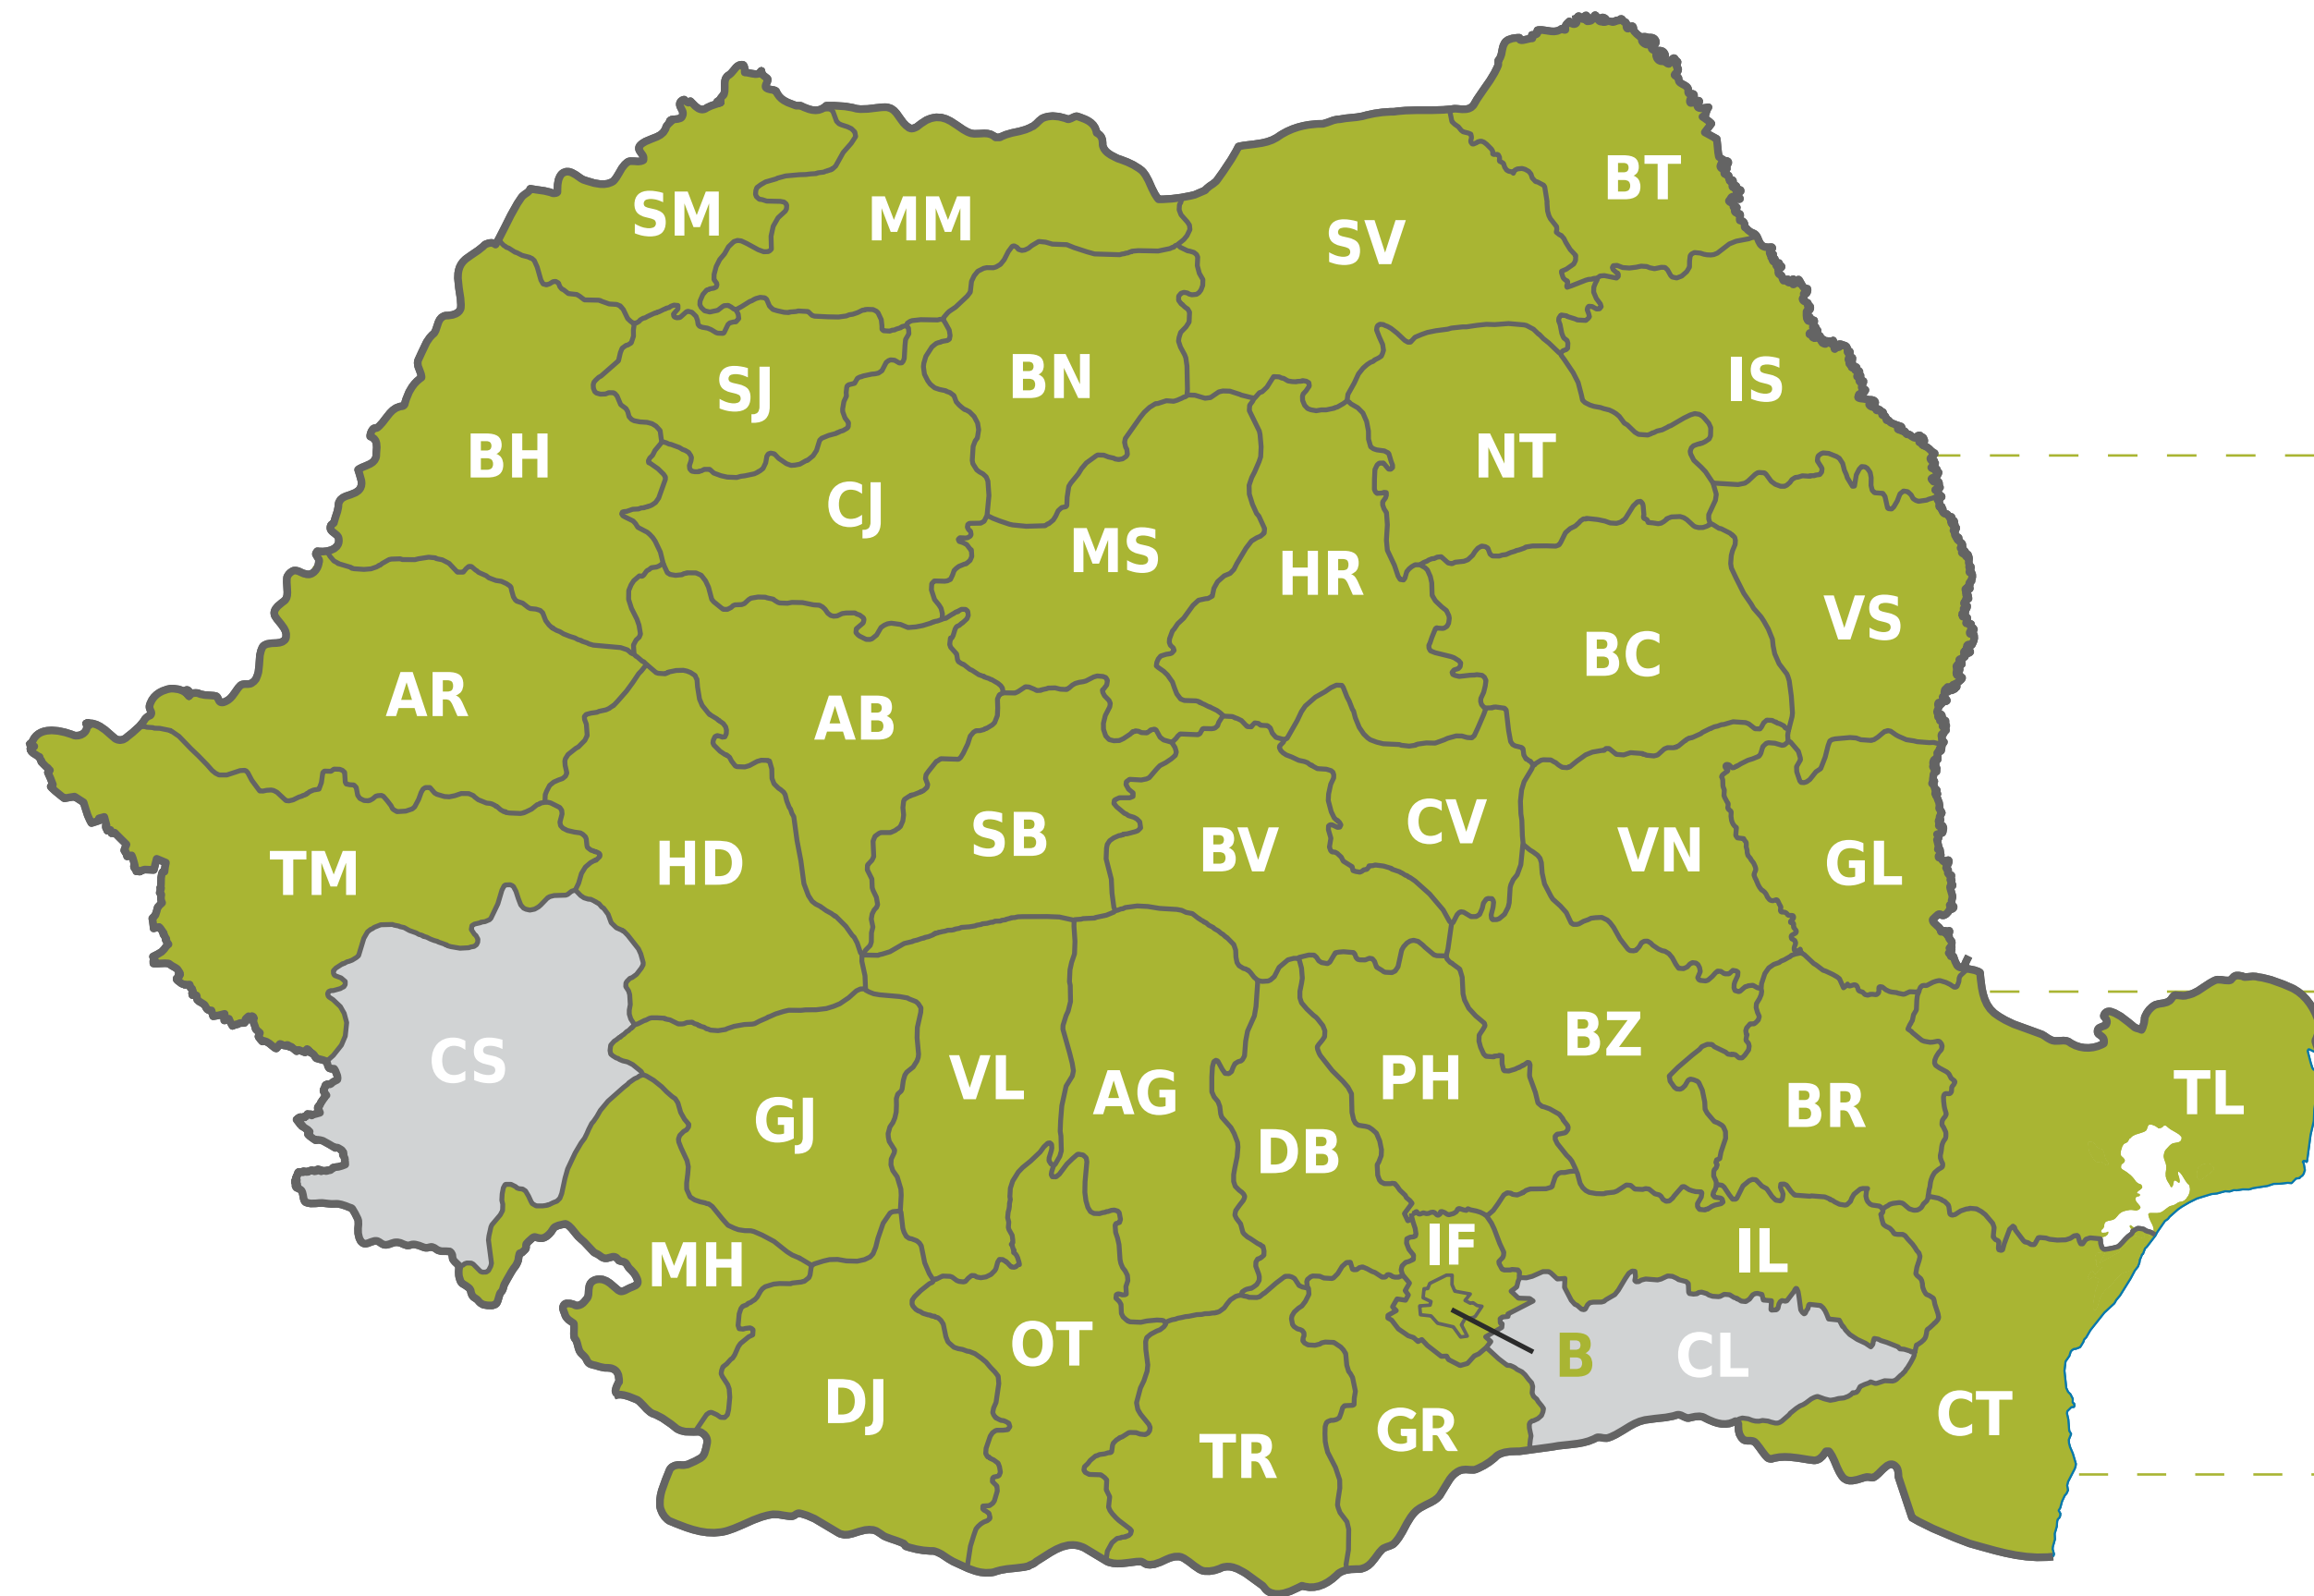 BT
SM
MM
SV
SJ
BN
IS
BH
NT
CJ
MS
HR
VS
BC
AR
AB
SB
BV
CV
VN
GL
TM
HD
CS
VL
AG
PH
BZ
BR
TL
GJ
DB
MH
IF
IL
OT
B
CL
DJ
TR
GR
CT